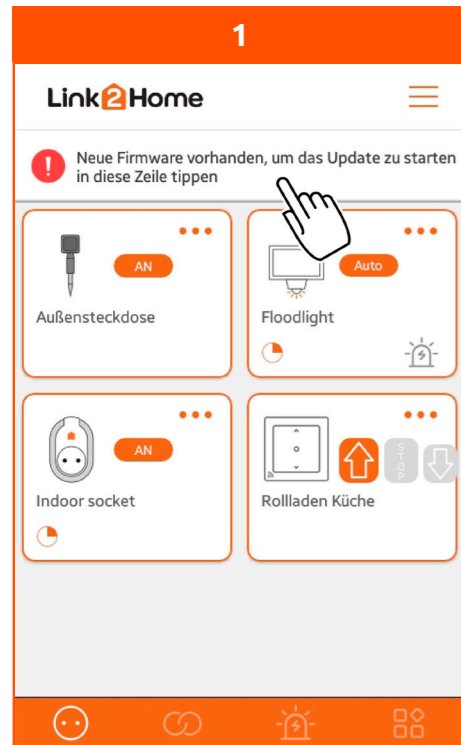 1
Link2Home
Neue Firmware vorhanden, um das Update zu starten
in diese Zeile tippen
AN
Auto
Außensteckdose
Floodlight
AN
STOP
Indoor socket
Rollladen Küche